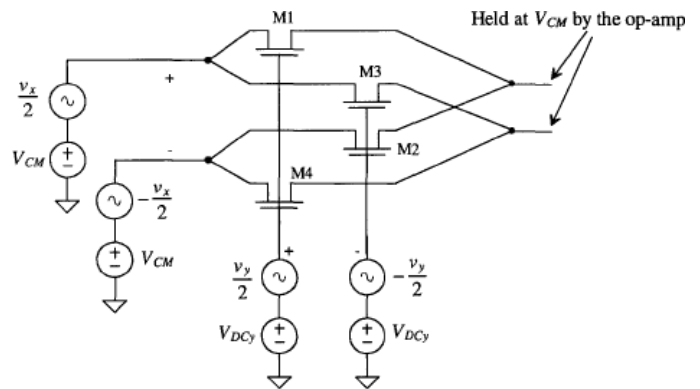 M1
Held at V_CM by the op-amp
+
M3
v_x/2
V_CM
-
M2
M4
-v_x/2
V_CM
+
-
v_y/2
-v_y/2
V_DCy
V_DCy